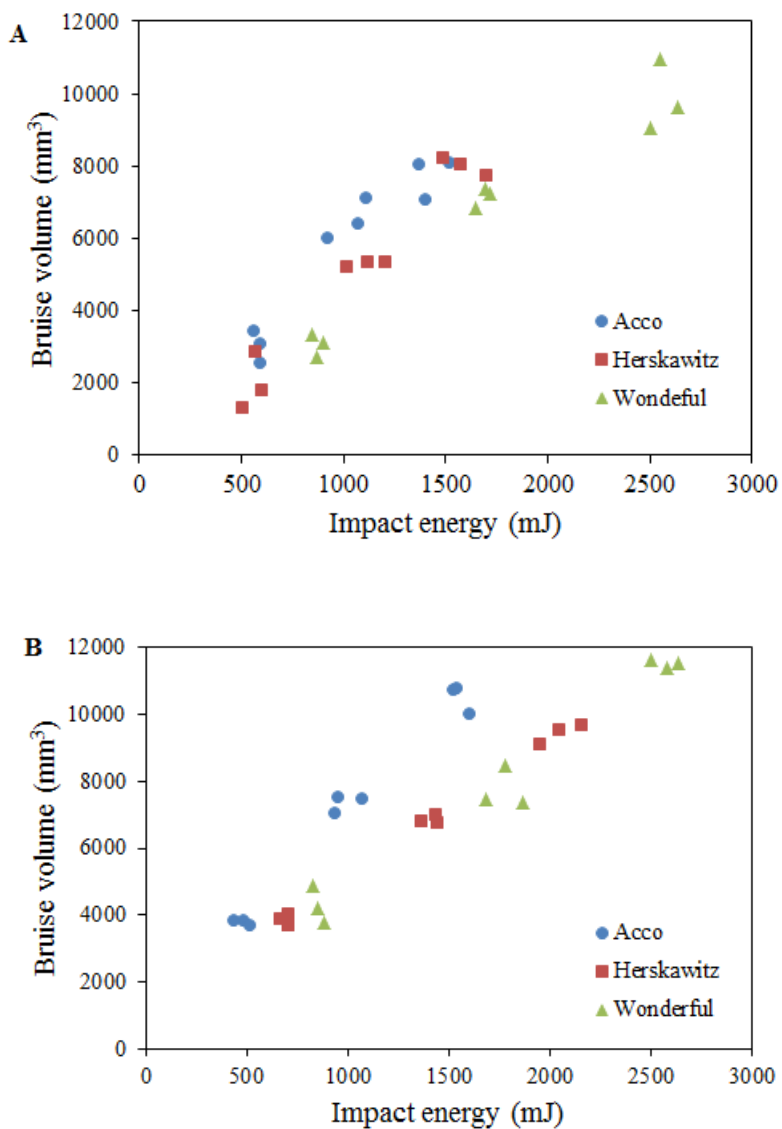 A
12000
10000
8000
6000
4000
2000
0
Bruise volume (mm³)
Acco
Herskawitz
Wondeful
0 500 1000 1500 2000 2500 3000
Impact energy (mJ)
B
12000
10000
8000
6000
4000
2000
0
Bruise volume (mm³)
Acco
Herskawitz
Wonderful
0 500 1000 1500 2000 2500 3000
Impact energy (mJ)